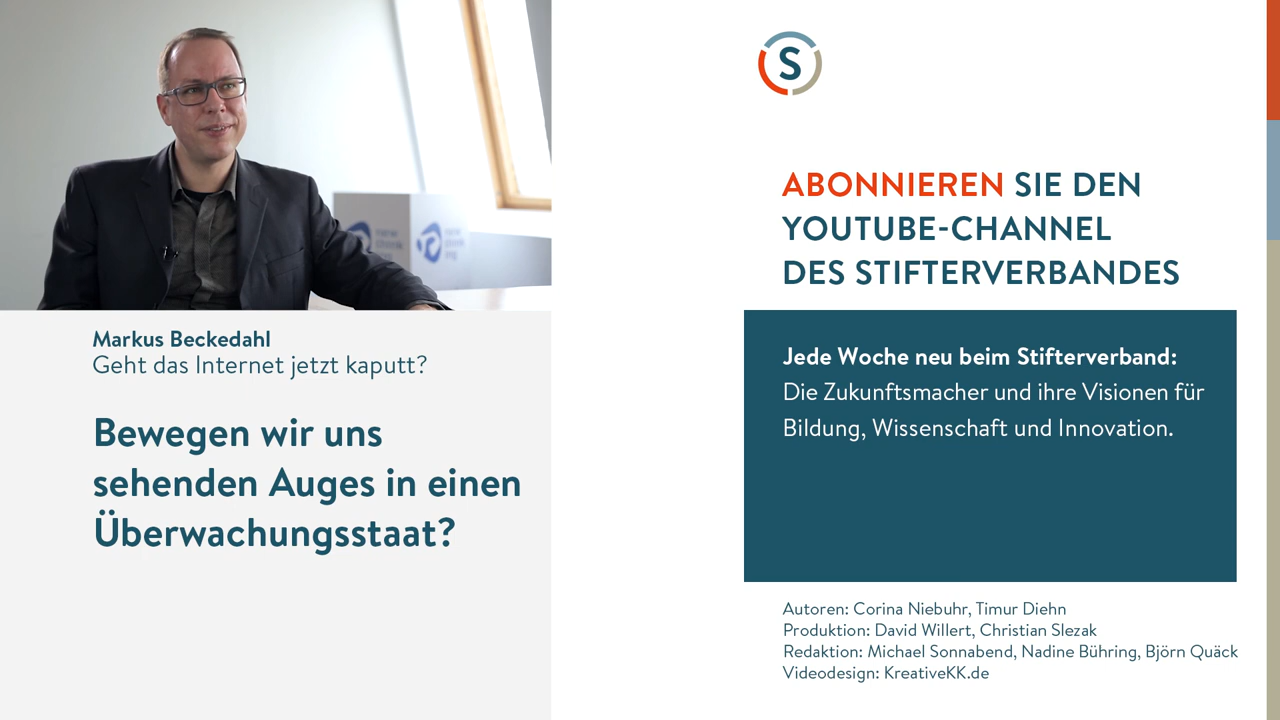 Markus Beckedahl
Geht das Internet jetzt kaputt?
Bewegen wir uns
sehenden Auges in einen
Überwachungsstaat?
S
ABONNIEREN SIE DEN
YOUTUBE-CHANNEL
DES STIFTERVERBANDES
Jede Woche neu beim Stifterverband:
Die Zukunftsmacher und ihre Visionen für
Bildung, Wissenschaft und Innovation.
Autoren: Corina Niebuhr, Timur Diehn
Produktion: David Willert, Christian Slezak
Redaktion: Michael Sonnabend, Nadine Bühring, Björn Quäck
Videodesign: KreativeKK.de